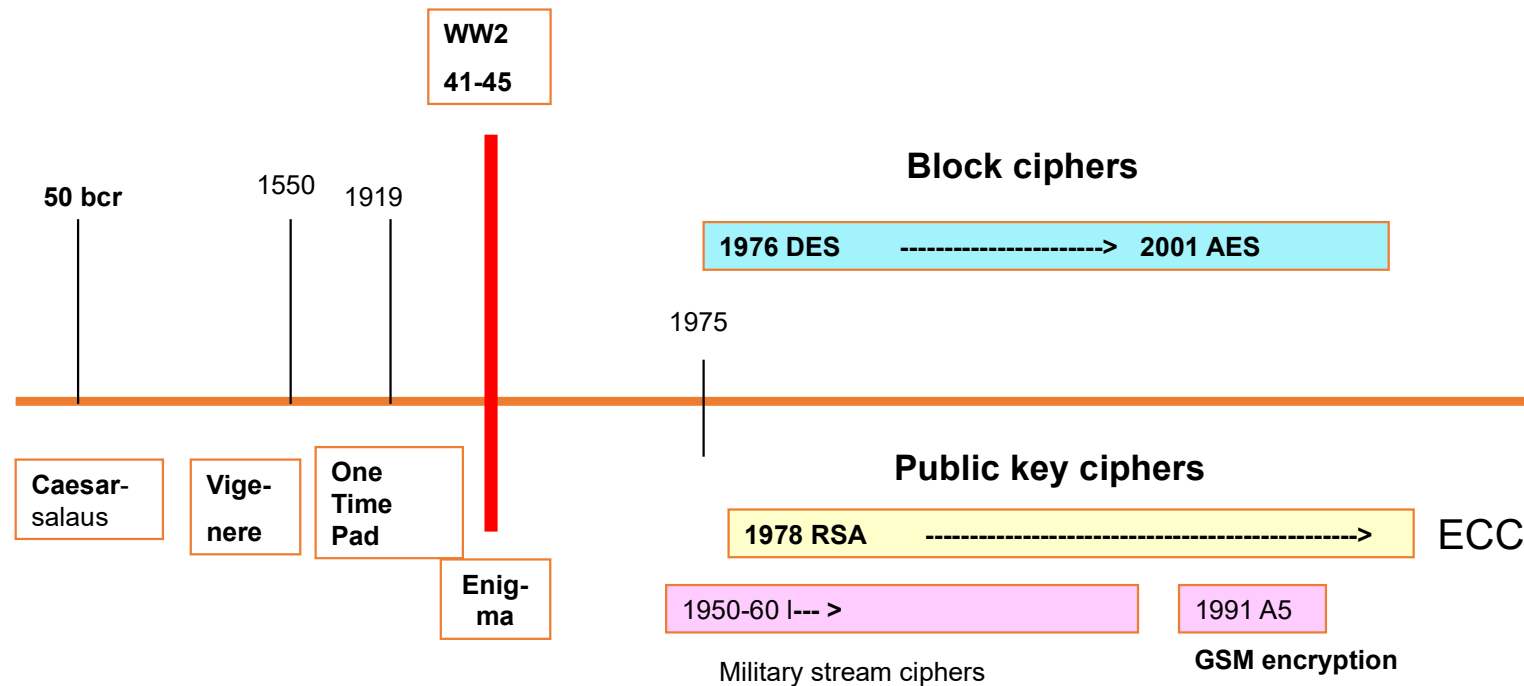 WW2
41-45
50 bcr
1550
1919
Block ciphers
1976 DES -----------------------> 2001 AES
1975
Caesar-
salaus
Vige-
nere
One
Time
Pad
Enig-
ma
Public key ciphers
1978 RSA -------------------------------------------------> ECC
1950-60 l--- >
Military stream ciphers
1991 A5
GSM encryption